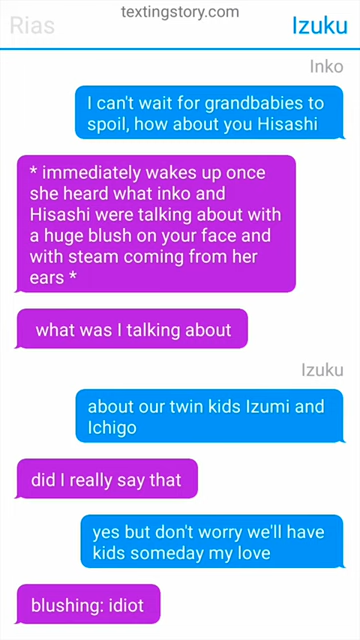 textingstory.com
Rias
Izuku
Inko
I can't wait for grandbabies to
spoil, how about you Hisashi
* immediately wakes up once
she heard what inko and
Hisashi were talking about with
a huge blush on your face and
with steam coming from her
ears *
what was I talking about
Izuku
about our twin kids Izumi and
Ichigo
did I really say that
yes but don't worry we'll have
kids someday my love
blushing: idiot